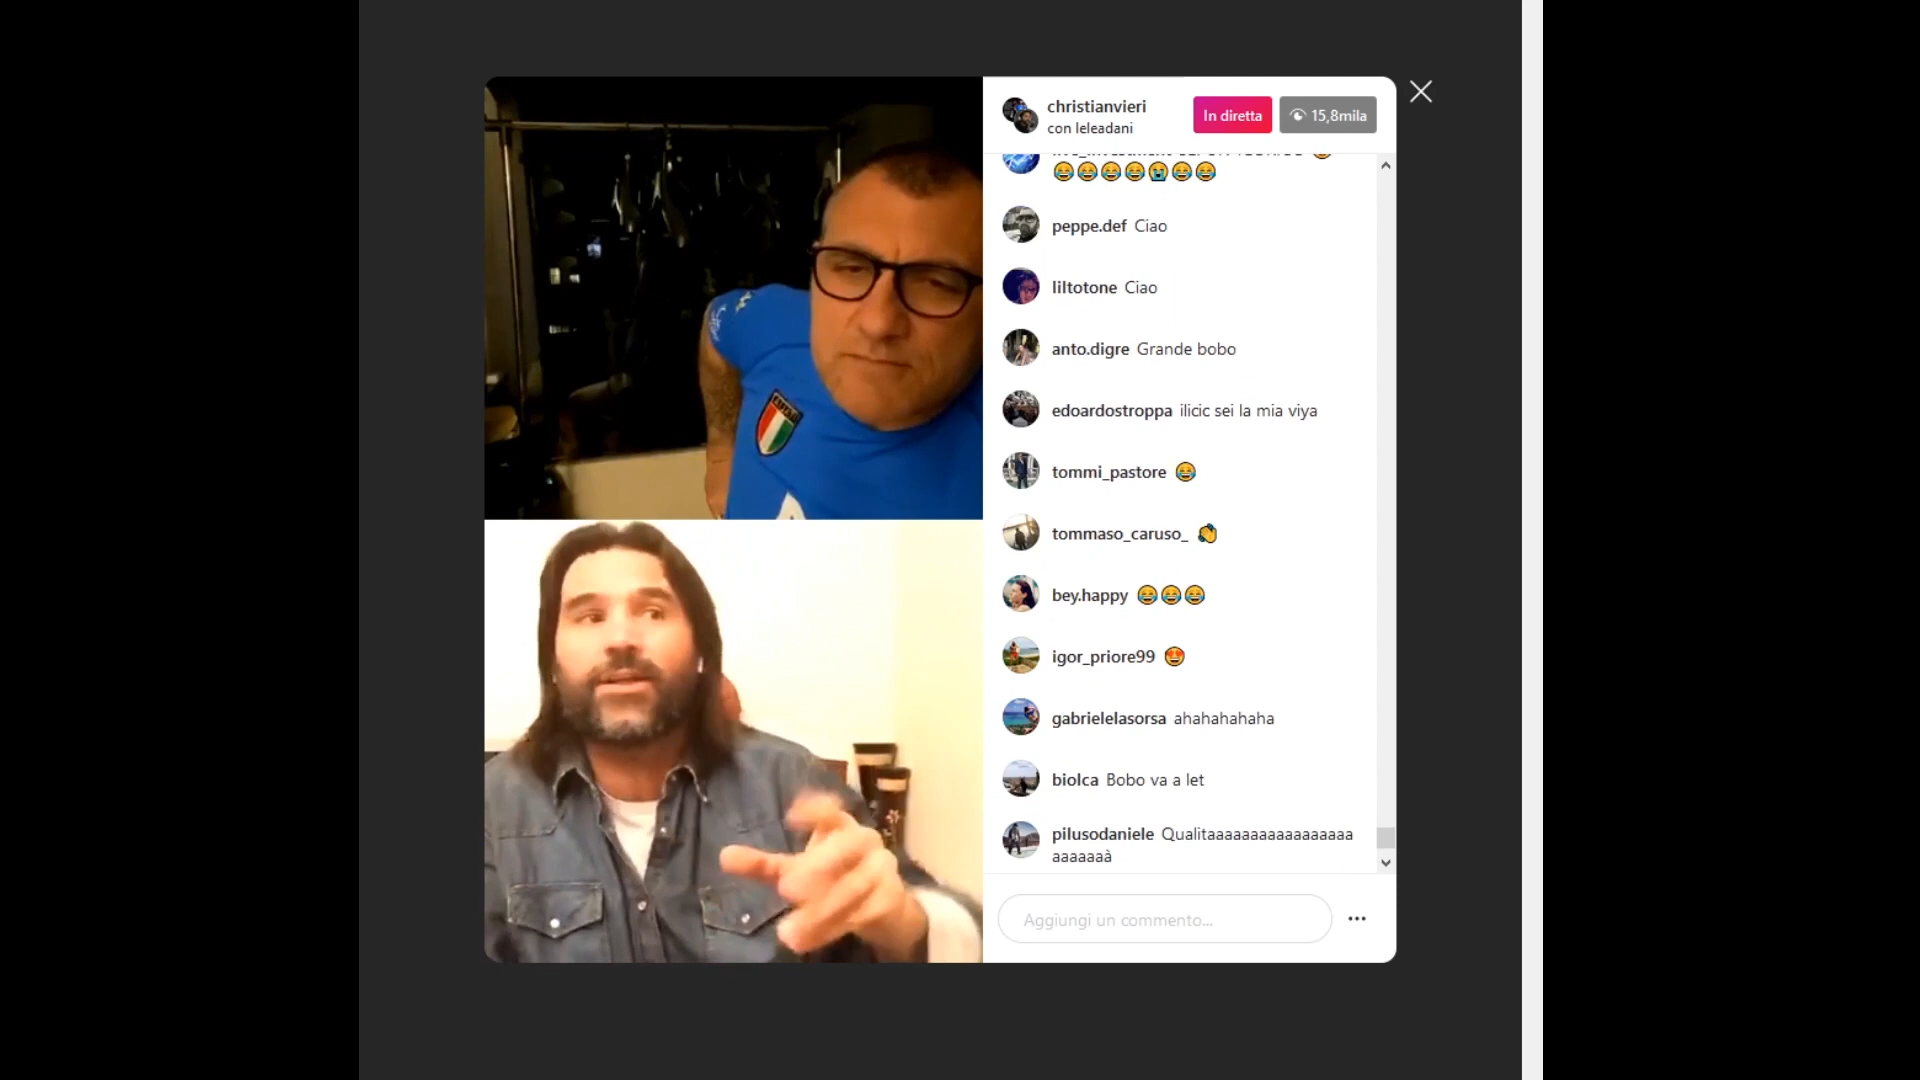 christianvieri
con leleadani
In diretta
15,8mila
😂😂😂😂😭😂😂
peppe.def Ciao
liltotone Ciao
anto.digre Grande bobo
edoardostroppa ilicic sei la mia viya
tommi_pastore 😂
tommaso_caruso_ 👏
bey.happy 😂😂😂
igor_priore99 😍
gabrielelasorsa ahahahahaha
biolca Bobo va a let
pilusodaniele Qualitaaaaaaaaaaaaaaaaa
aaaaaaà
Aggiungi un commento...